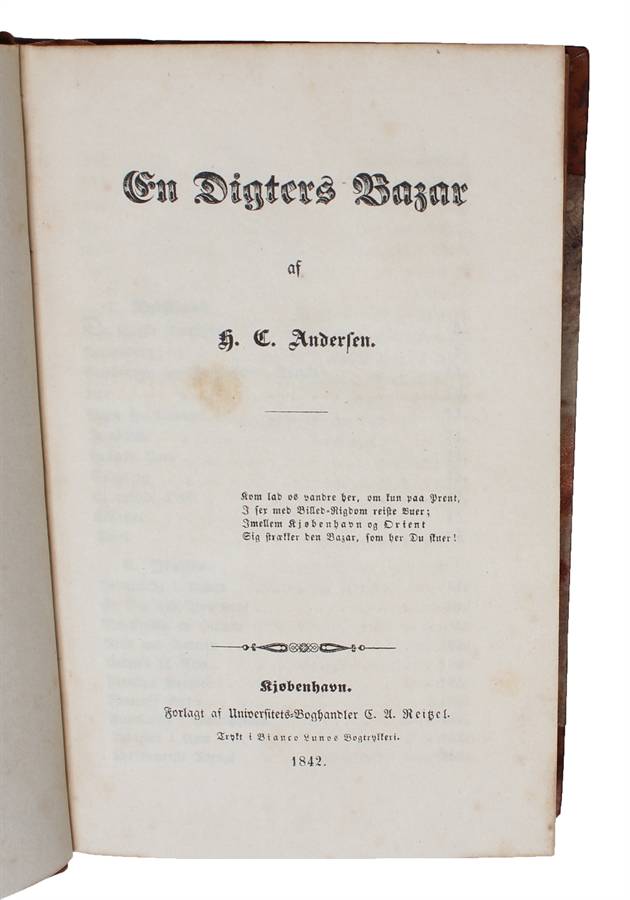 En Digters Bazar
af
H. C. Andersen.
Kom lad os vandre her, om kun paa Prent,
I sex med Billed-Rigdom reiste Buer;
Imellem Kjøbenhavn og Orient
Sig strækker den Bazar, som her Du skuer!
Kjøbenhavn.
Forlagt af Universitets-Boghandler C. A. Reitzel.
Trykt i Bianco Lunos Bogtrykkeri.
1842.